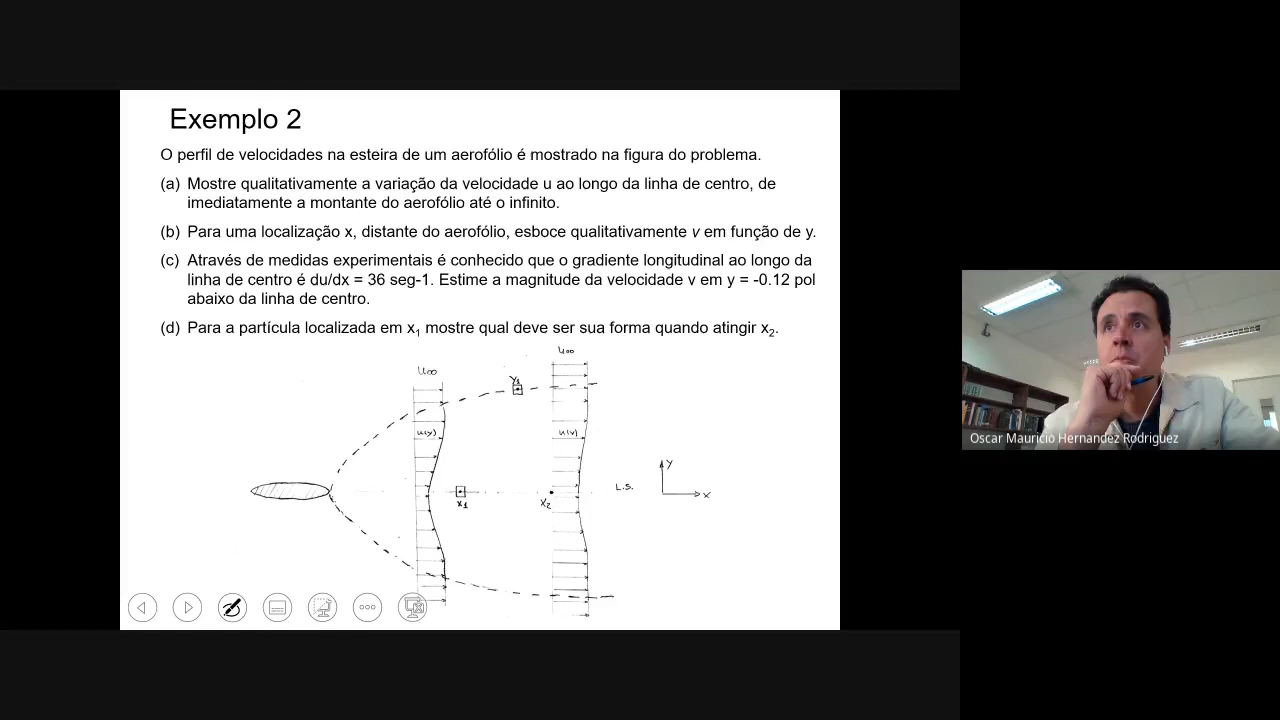 Exemplo 2
O perfil de velocidades na esteira de um aerofólio é mostrado na figura do problema.
(a) Mostre qualitativamente a variação da velocidade u ao longo da linha de centro, de
imediatamente a montante do aerofólio até o infinito.
(b) Para uma localização x, distante do aerofólio, esboce qualitativamente v em função de y.
(c) Através de medidas experimentais é conhecido que o gradiente longitudinal ao longo da
linha de centro é du/dx = 36 seg-1. Estime a magnitude da velocidade v em y = -0.12 pol
abaixo da linha de centro.
(d) Para a partícula localizada em x1 mostre qual deve ser sua forma quando atingir x2.
U∞
U∞
Y1
u(y)
u(y)
L.S.
y
x
x1
x2
Oscar Mauricio Hernandez Rodriguez